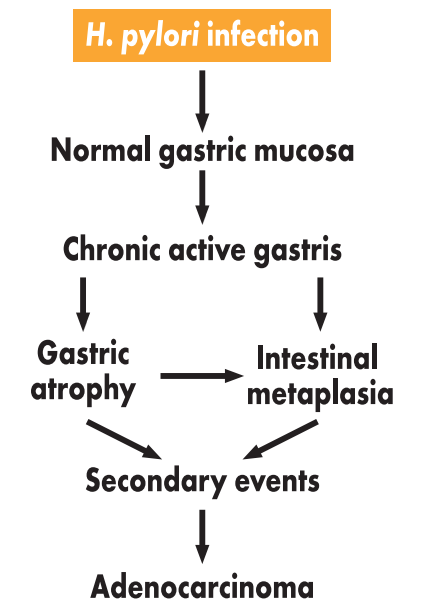 H. pylori infection
Normal gastric mucosa
Chronic active gastris
Gastric
atrophy
Intestinal
metaplasia
Secondary events
Adenocarcinoma